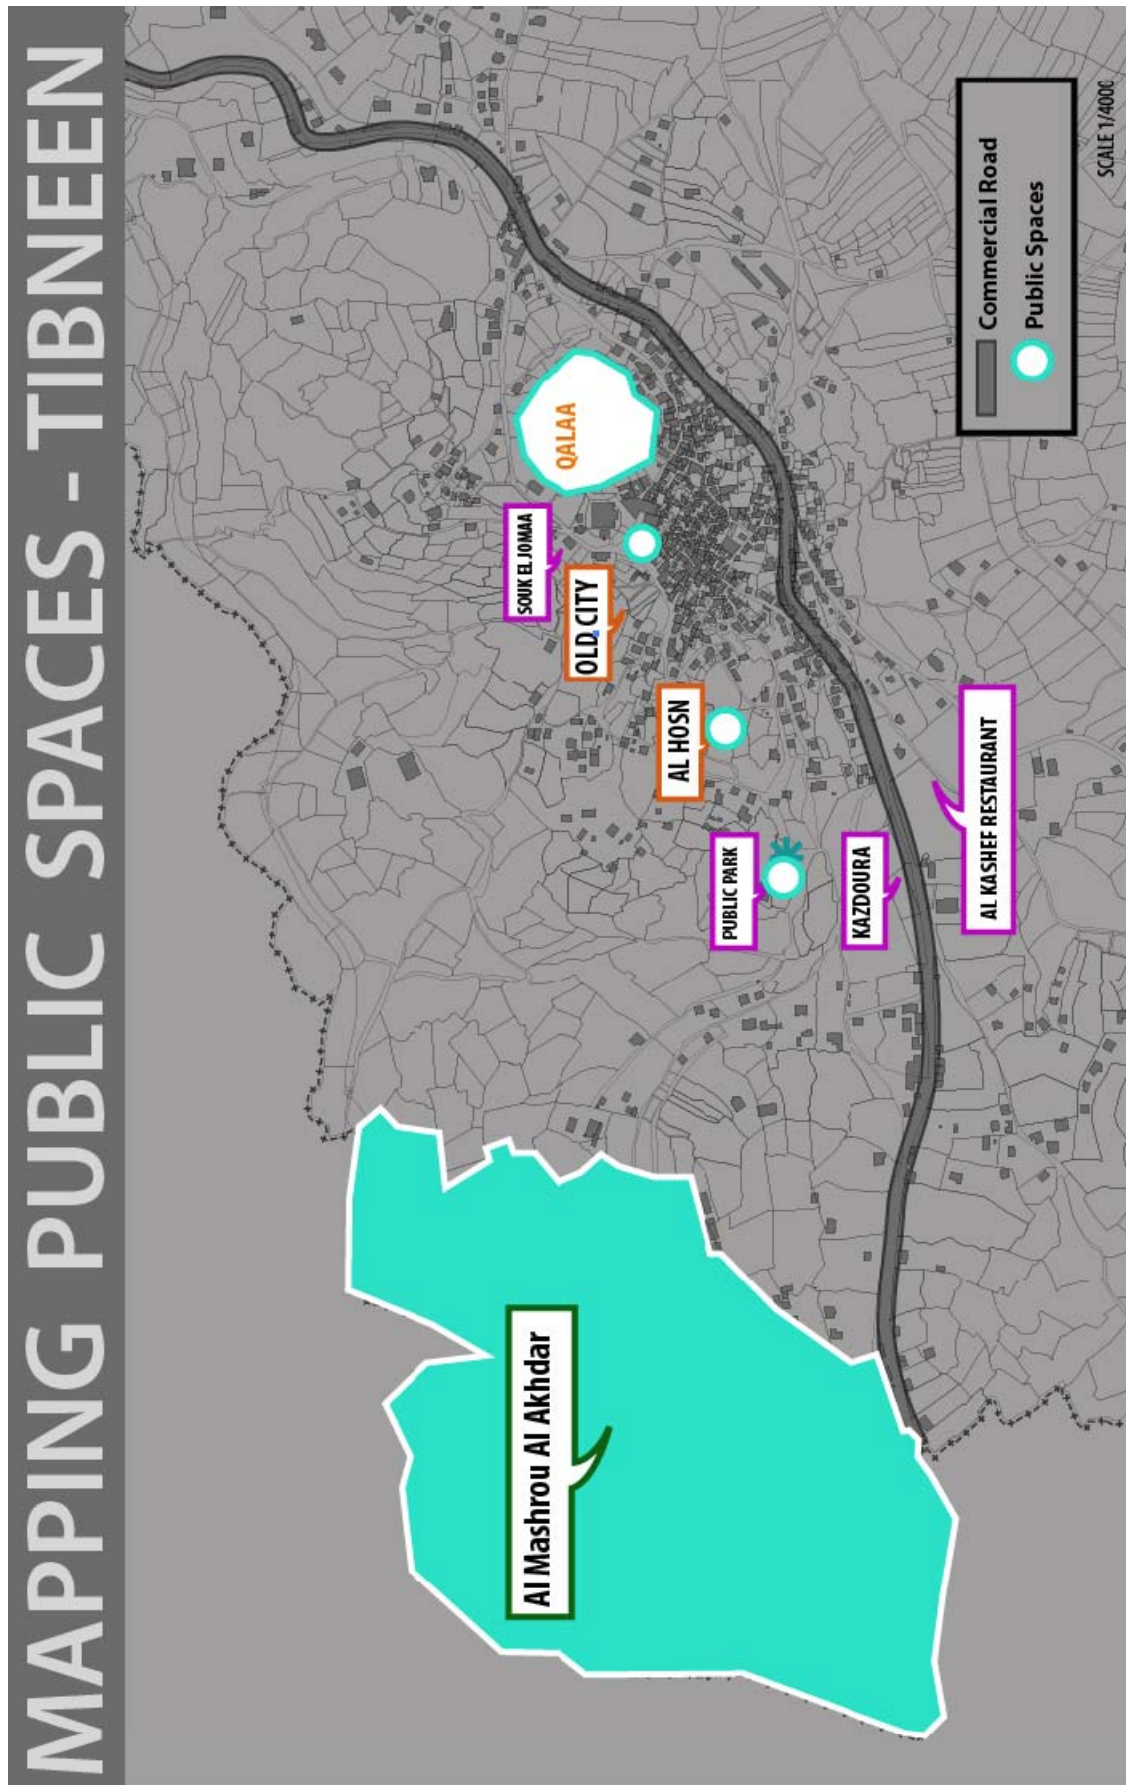 MAPPING PUBLIC SPACES - TIBNEEN
QALAA
SOUK EL JOMAA
OLD CITY
AL HOSN
PUBLIC PARK
KAZDOURA
AL KASHEF RESTAURANT
Al Mashrou Al Akhdar
Commercial Road
Public Spaces
SCALE 1/4000